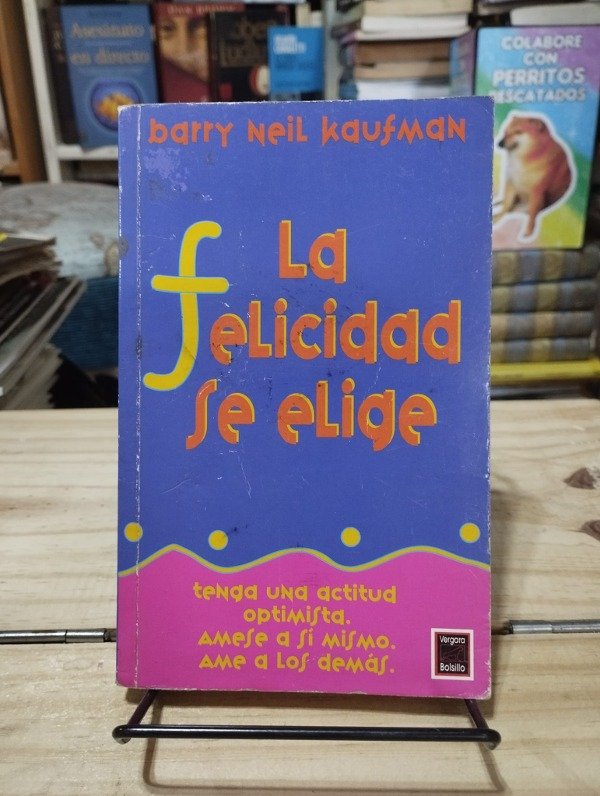 Asesinato
en directo
COLABORE
CON
PERRITOS
RESCATADOS
Barry Neil Kaufman
La
felicidad
se elige
tenga una actitud
optimista.
Amese a sí mismo.
Ame a los demás.
Vergara
Bolsillo